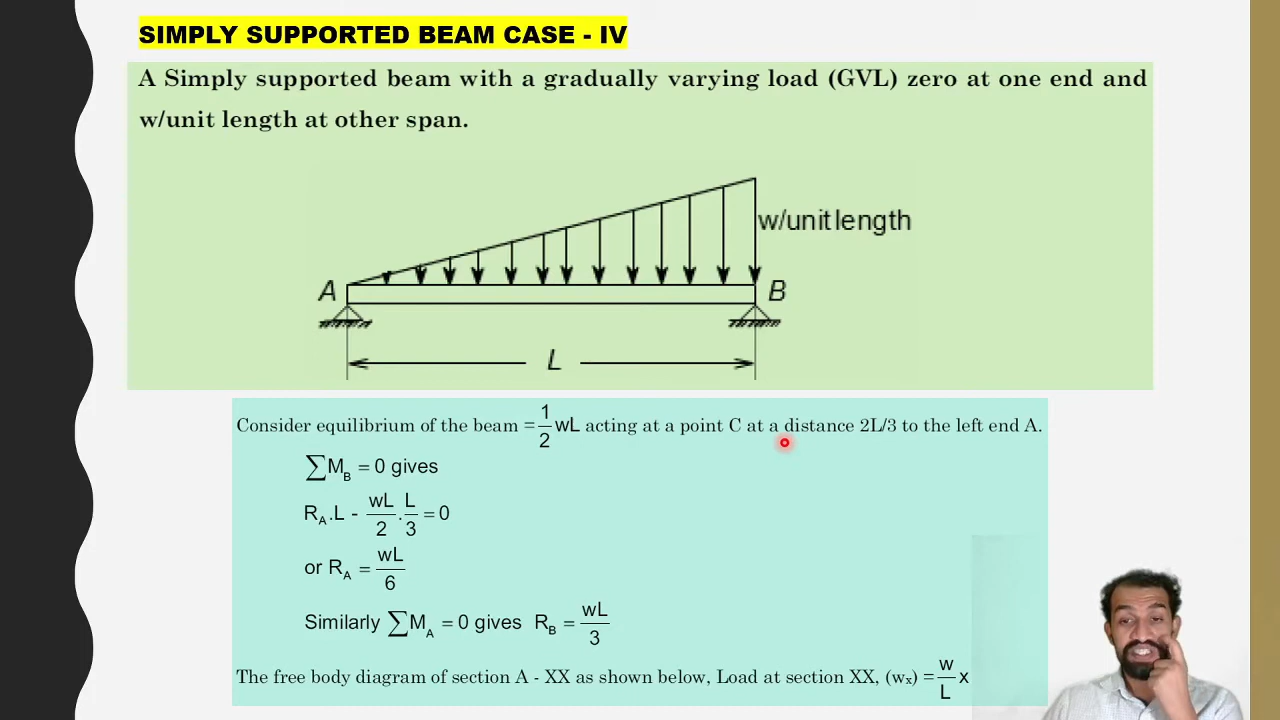 SIMPLY SUPPORTED BEAM CASE - IV
A Simply supported beam with a gradually varying load (GVL) zero at one end and
w/unit length at other span.
w/unit length
A
B
L
Consider equilibrium of the beam = 1/2 wL acting at a point C at a distance 2L/3 to the left end A.
∑M_B = 0 gives
R_A.L - wL/2 . L/3 = 0
or R_A = wL/6
Similarly ∑M_A = 0 gives R_B = wL/3
The free body diagram of section A - XX as shown below, Load at section XX, (wₓ) = w/L x